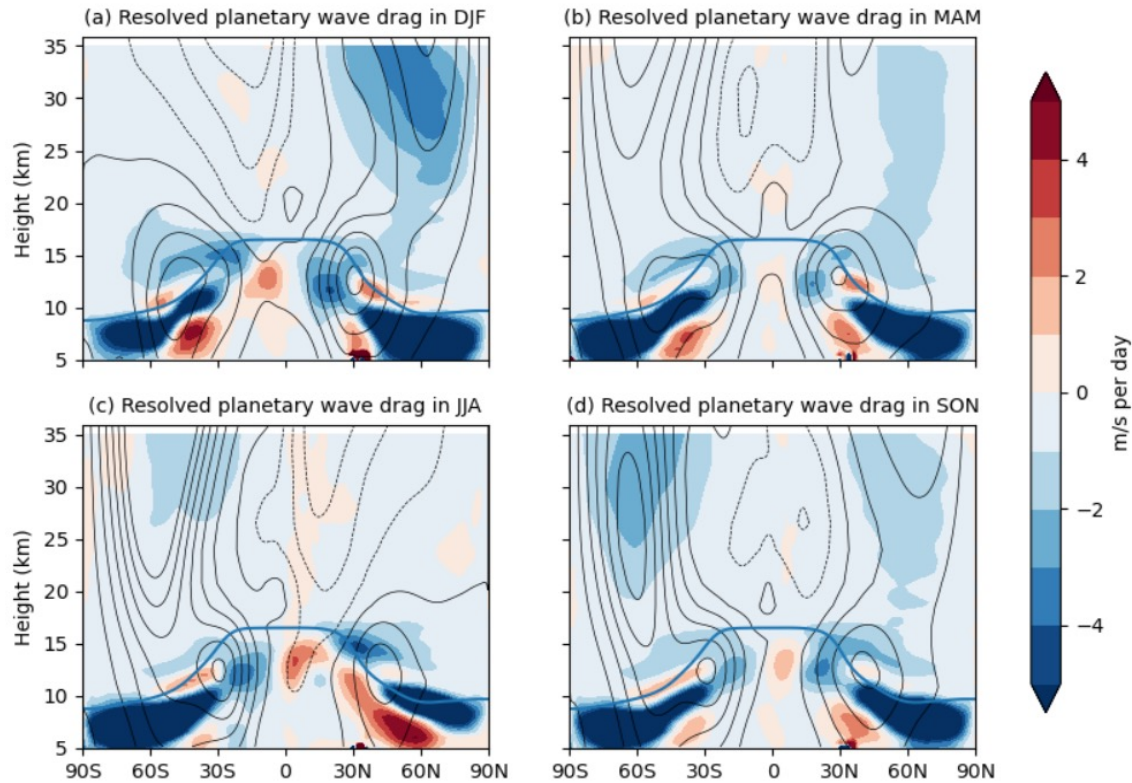 (a) Resolved planetary wave drag in DJF
(b) Resolved planetary wave drag in MAM
35
30
25
20
15
10
5
Height (km)
(c) Resolved planetary wave drag in JJA
(d) Resolved planetary wave drag in SON
35
30
25
20
15
10
5
Height (km)
90S 60S 30S 0 30N 60N 90N
90S 60S 30S 0 30N 60N 90N
4
2
0
−2
−4
m/s per day